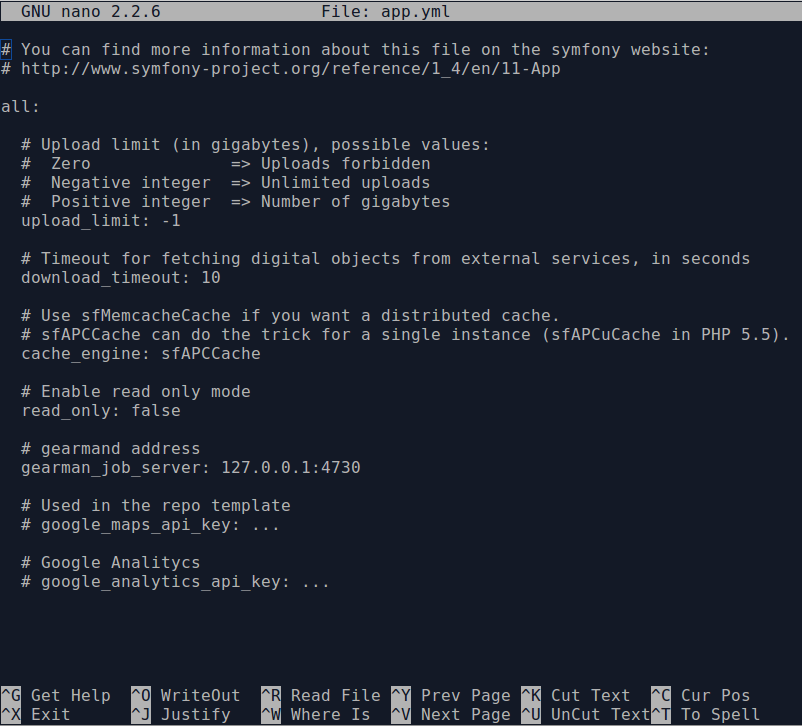 GNU nano 2.2.6                File: app.yml

# You can find more information about this file on the symfony website:
# http://www.symfony-project.org/reference/1_4/en/11-App

all:

  # Upload limit (in gigabytes), possible values:
  #  Zero              => Uploads forbidden
  #  Negative integer  => Unlimited uploads
  #  Positive integer  => Number of gigabytes
  upload_limit: -1

  # Timeout for fetching digital objects from external services, in seconds
  download_timeout: 10

  # Use sfMemcacheCache if you want a distributed cache.
  # sfAPCCache can do the trick for a single instance (sfAPCuCache in PHP 5.5).
  cache_engine: sfAPCCache

  # Enable read only mode
  read_only: false

  # gearmand address
  gearman_job_server: 127.0.0.1:4730

  # Used in the repo template
  # google_maps_api_key: ...

  # Google Analitycs
  # google_analytics_api_key: ...

^G Get Help  ^O WriteOut  ^R Read File ^Y Prev Page ^K Cut Text  ^C Cur Pos
^X Exit      ^J Justify   ^W Where Is  ^V Next Page ^U UnCut Text^T To Spell